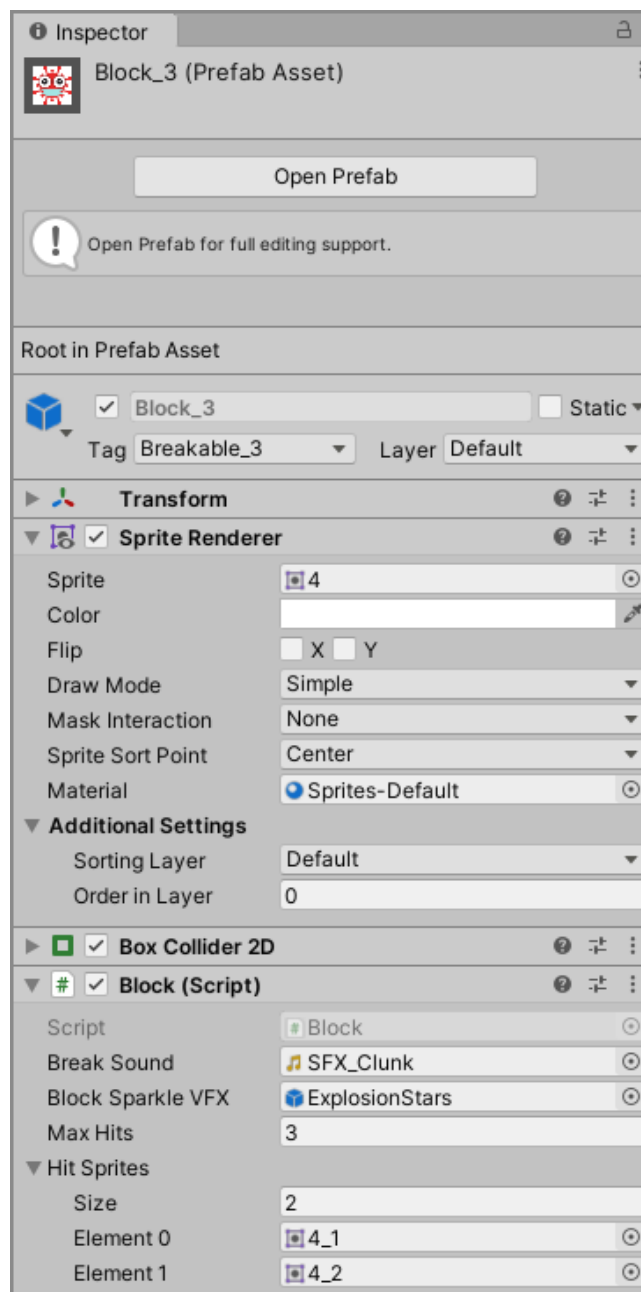 Inspector
Block_3 (Prefab Asset)
Open Prefab
! Open Prefab for full editing support.
Root in Prefab Asset
Block_3 Static
Tag Breakable_3 Layer Default
Transform
Sprite Renderer
Sprite 4
Color
Flip X Y
Draw Mode Simple
Mask Interaction None
Sprite Sort Point Center
Material Sprites-Default
Additional Settings
Sorting Layer Default
Order in Layer 0
Box Collider 2D
# Block (Script)
Script # Block
Break Sound SFX_Clunk
Block Sparkle VFX ExplosionStars
Max Hits 3
Hit Sprites
Size 2
Element 0 4_1
Element 1 4_2